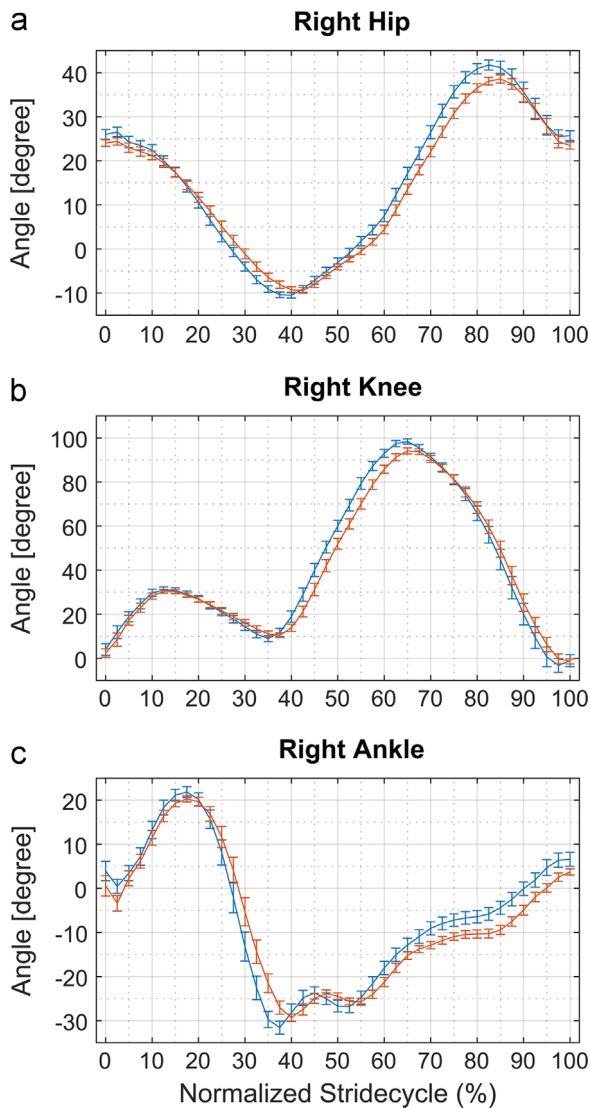 a
Right Hip
Angle [degree]
40
30
20
10
0
-10
0 10 20 30 40 50 60 70 80 90 100
b
Right Knee
Angle [degree]
100
80
60
40
20
0
0 10 20 30 40 50 60 70 80 90 100
c
Right Ankle
Angle [degree]
20
10
0
-10
-20
-30
0 10 20 30 40 50 60 70 80 90 100
Normalized Stridecycle (%)